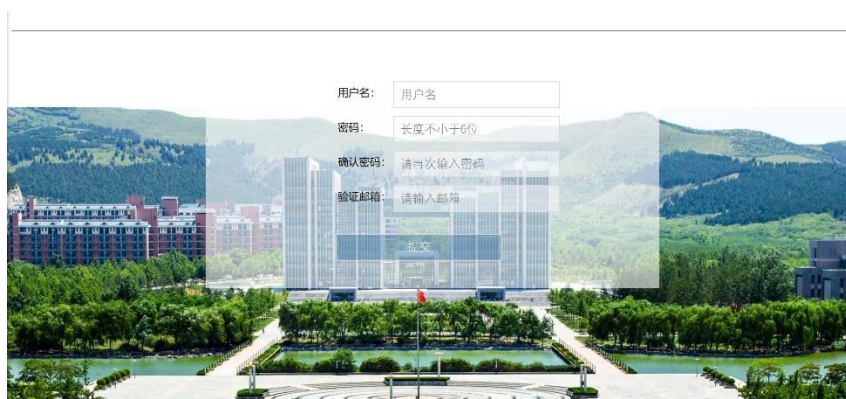 用户名： 用户名
密码： 长度不小于6位
确认密码： 请再次输入密码
验证邮箱： 请输入邮箱
提交